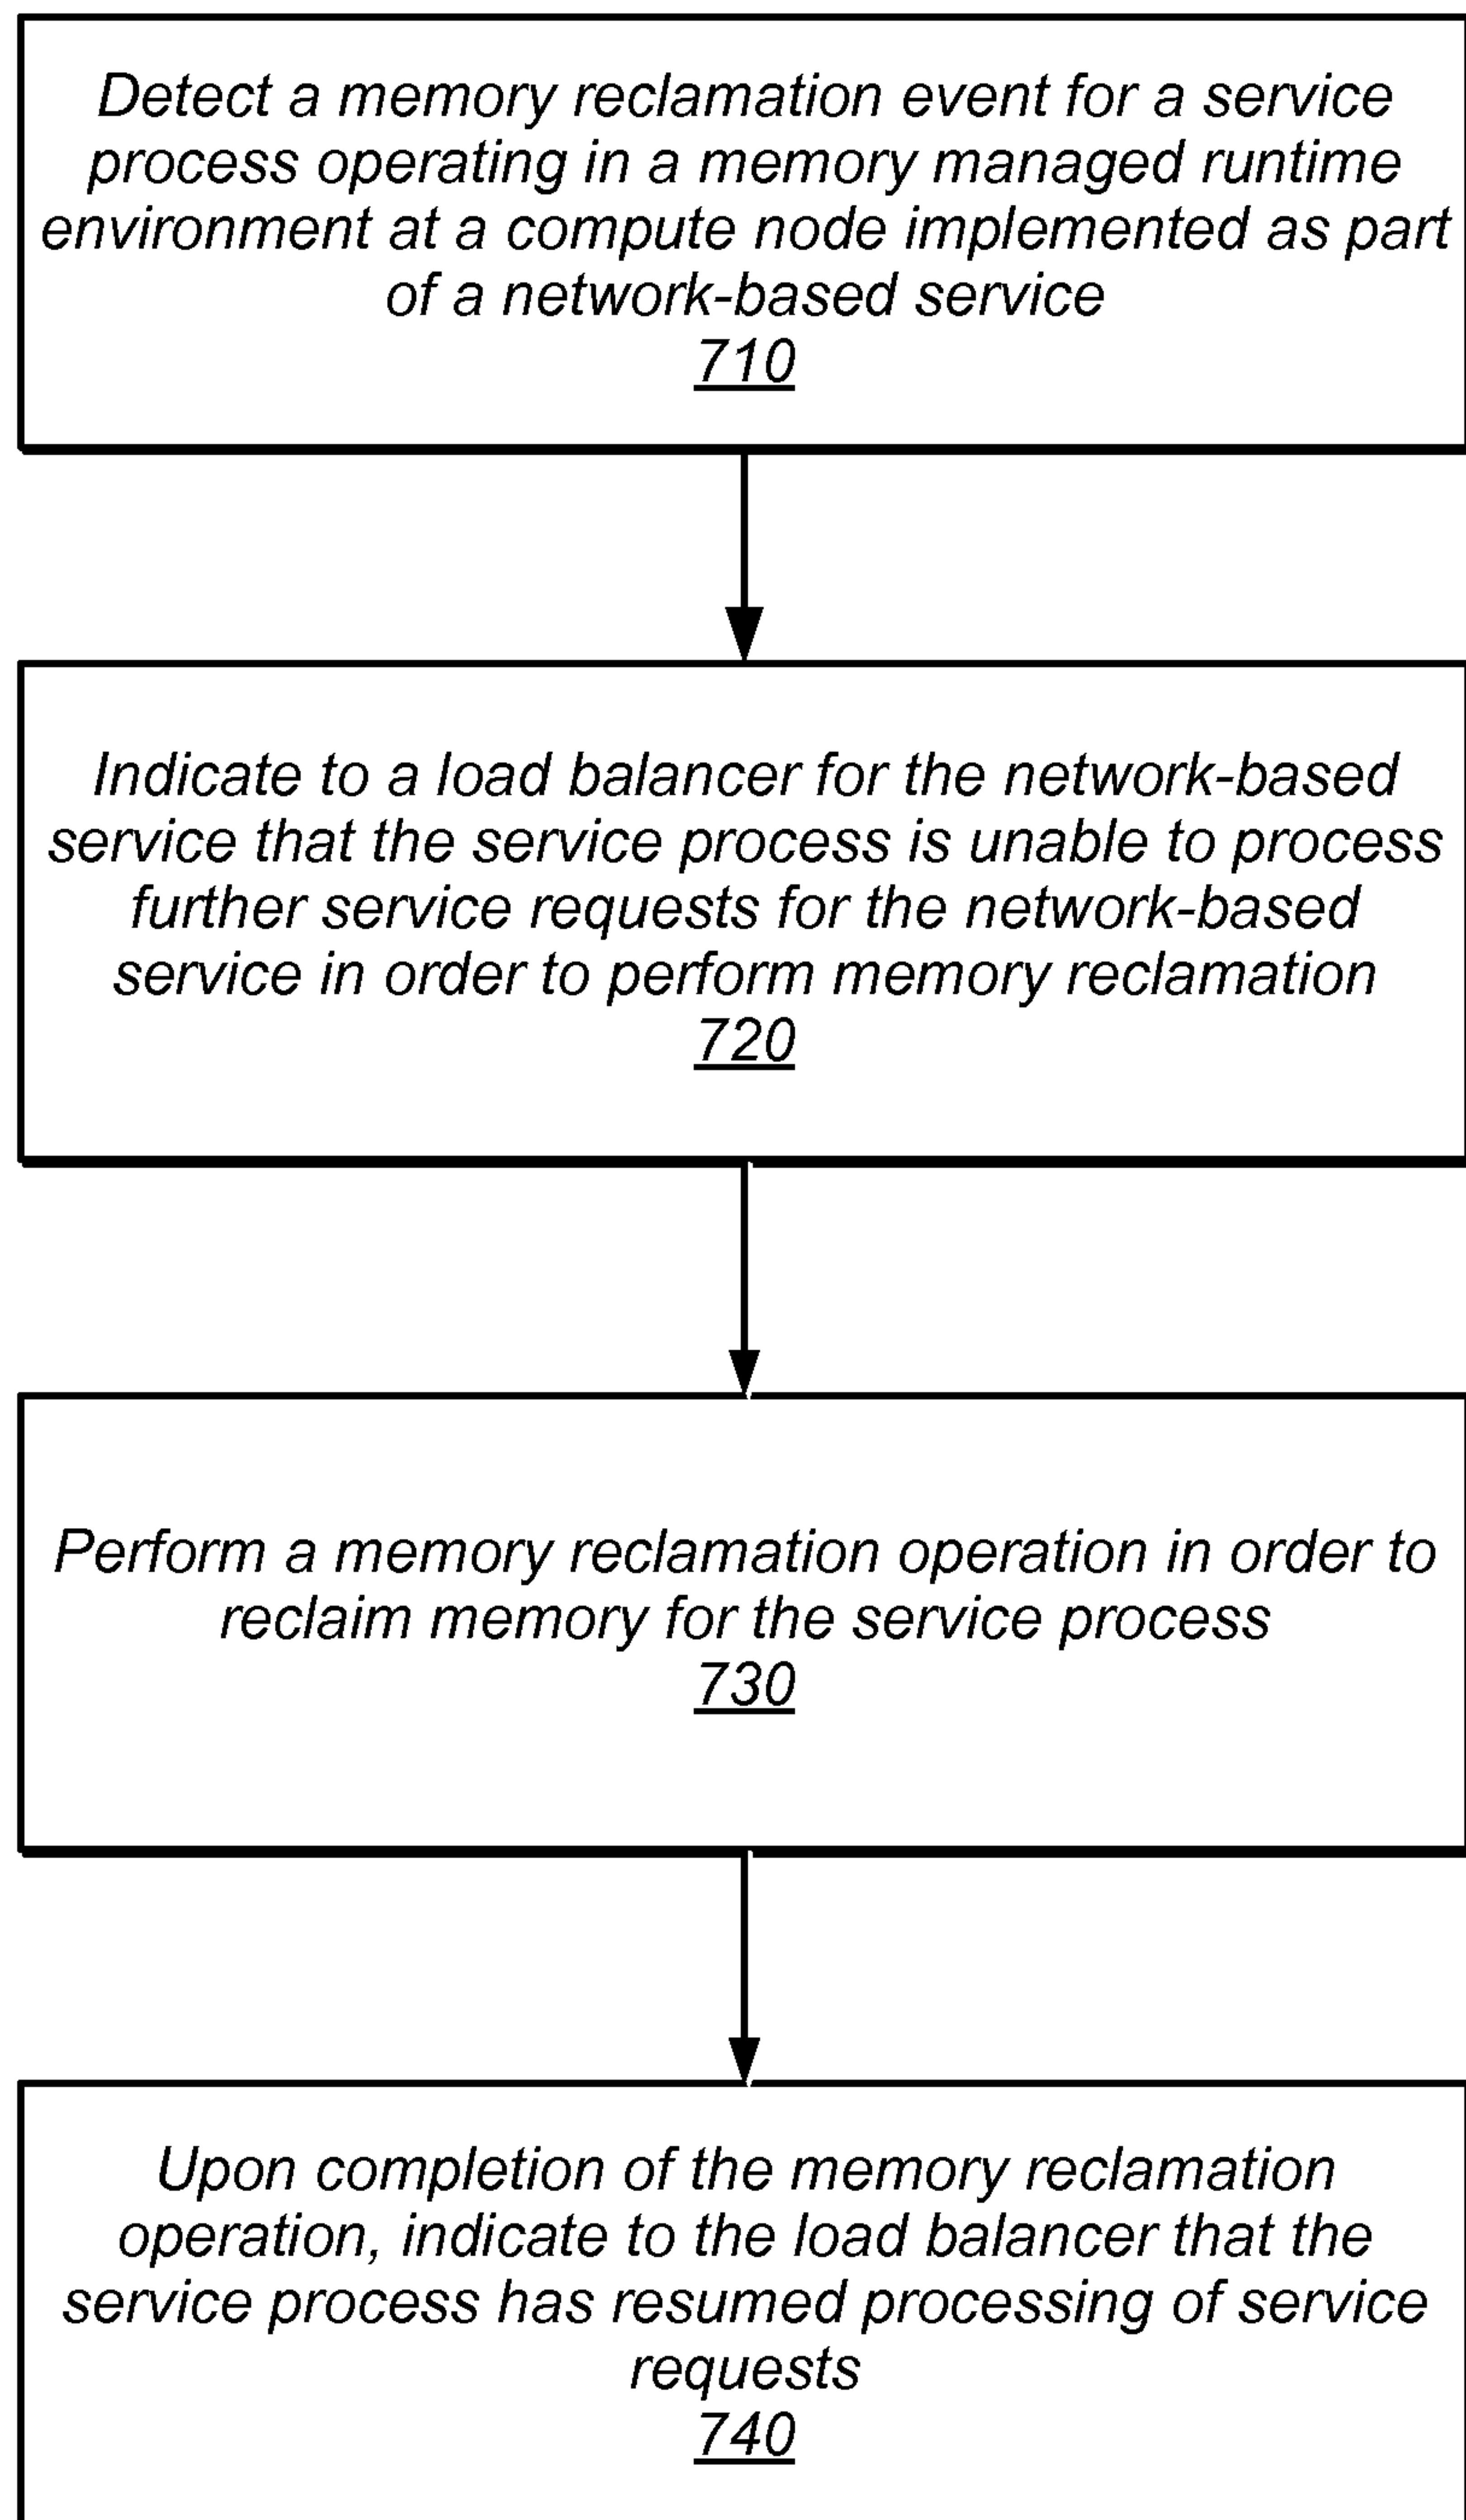 Detect a memory reclamation event for a service
process operating in a memory managed runtime
environment at a compute node implemented as part
of a network-based service
710
Indicate to a load balancer for the network-based
service that the service process is unable to process
further service requests for the network-based
service in order to perform memory reclamation
720
Perform a memory reclamation operation in order to
reclaim memory for the service process
730
Upon completion of the memory reclamation
operation, indicate to the load balancer that the
service process has resumed processing of service
requests
740